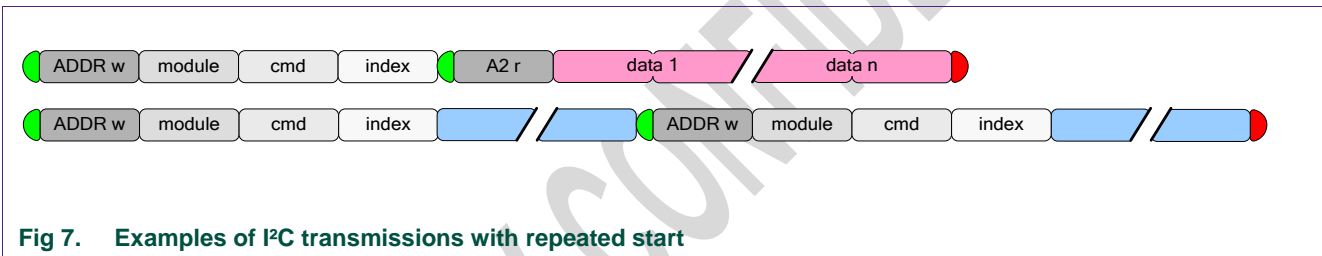 ADDR w module cmd index A2 r data 1 data n
ADDR w module cmd index ADDR w module cmd index
Fig 7. Examples of I²C transmissions with repeated start